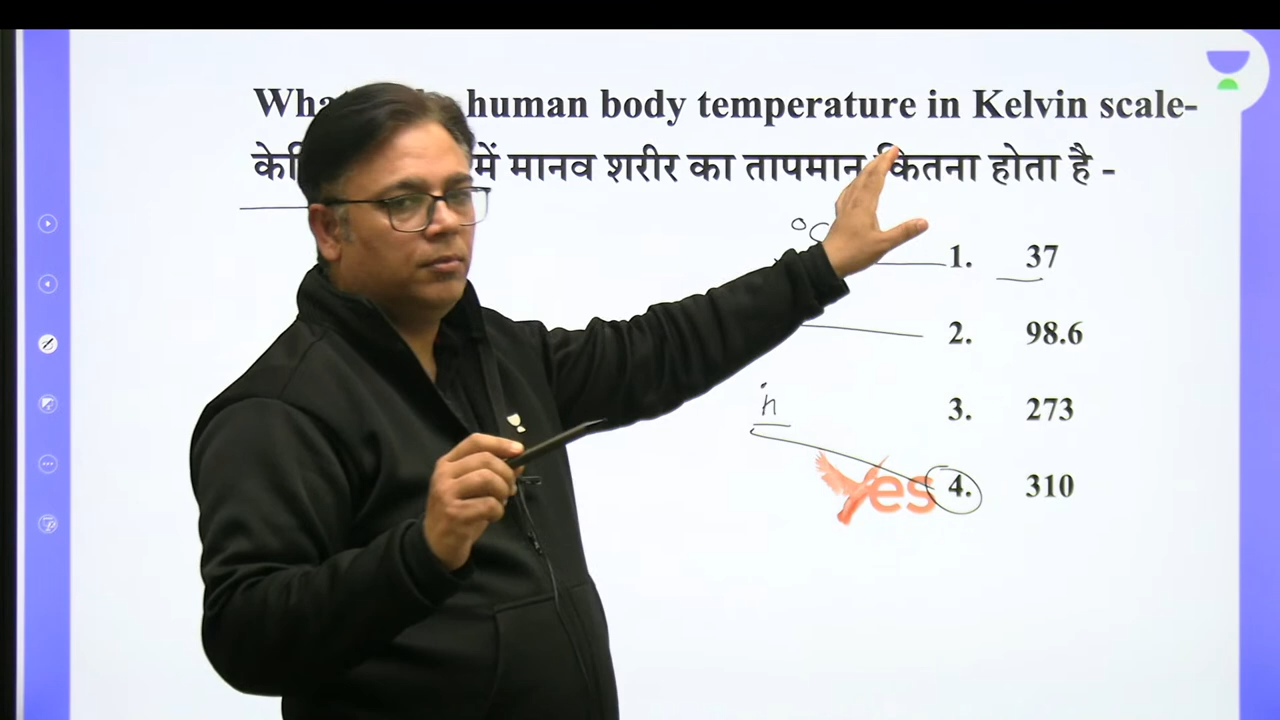 human body temperature in Kelvin scale-
में मानव शरीर का तापमान कितना होता है -
1. 37
2. 98.6
3. 273
Yes 4. 310